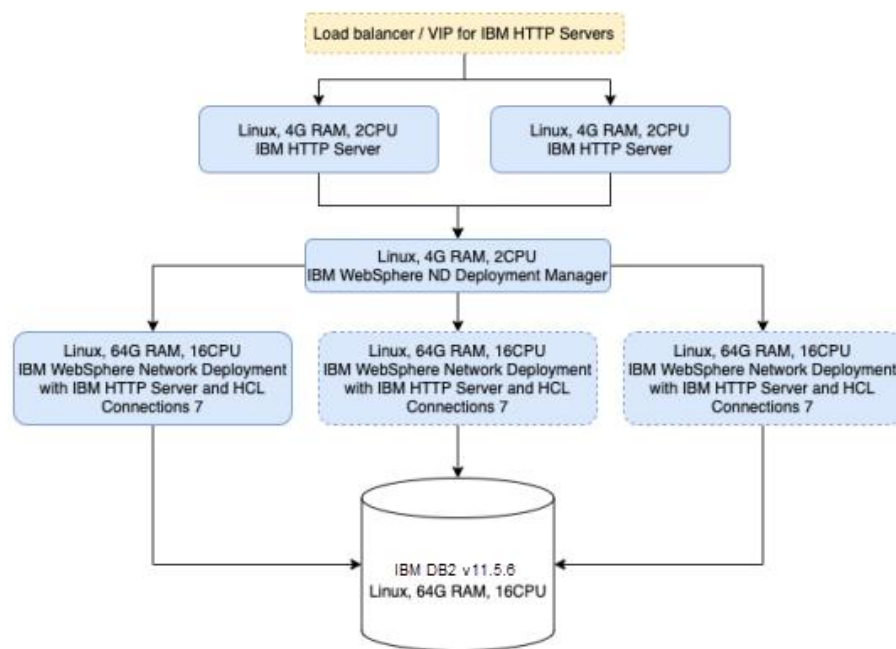 Load balancer / VIP for IBM HTTP Servers
Linux, 4G RAM, 2CPU
IBM HTTP Server
Linux, 4G RAM, 2CPU
IBM HTTP Server
Linux, 4G RAM, 2CPU
IBM WebSphere ND Deployment Manager
Linux, 64G RAM, 16CPU
IBM WebSphere Network Deployment
with IBM HTTP Server and HCL
Connections 7
Linux, 64G RAM, 16CPU
IBM WebSphere Network Deployment
with IBM HTTP Server and HCL
Connections 7
Linux, 64G RAM, 16CPU
IBM WebSphere Network Deployment
with IBM HTTP Server and HCL
Connections 7
IBM DB2 v11.5.6
Linux, 64G RAM, 16CPU